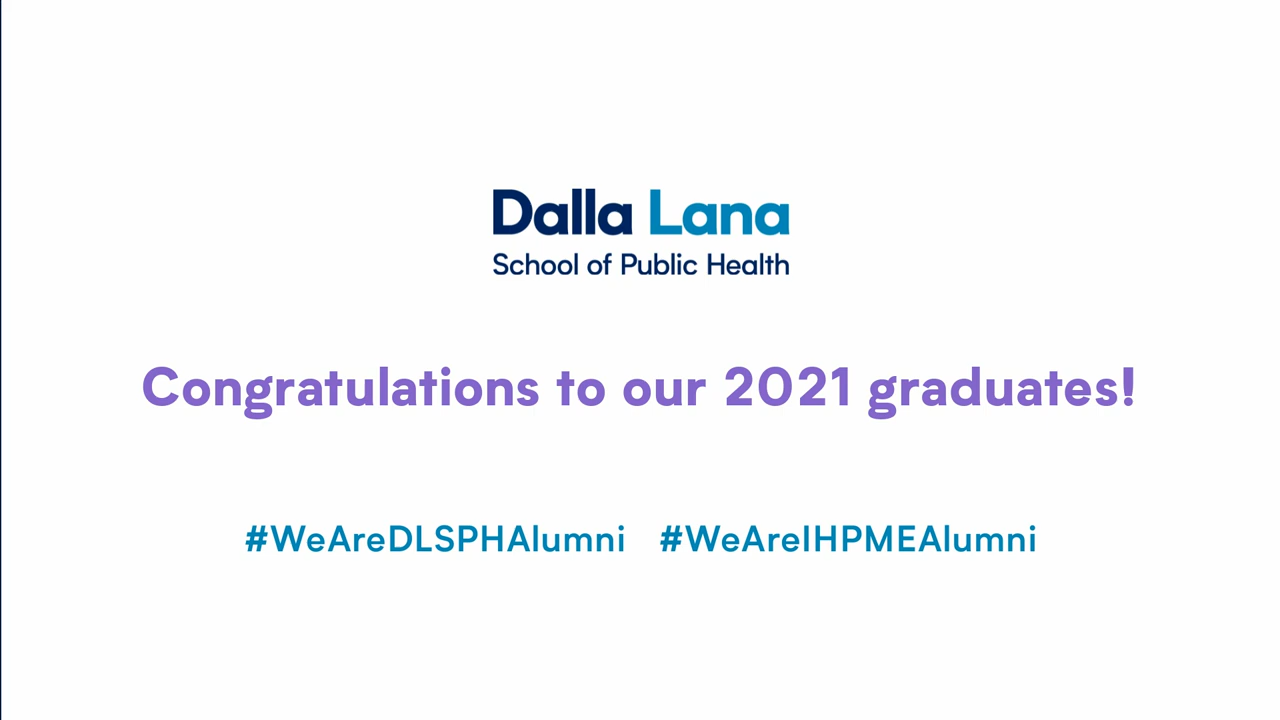 Dalla Lana
School of Public Health
Congratulations to our 2021 graduates!
#WeAreDLSPHAlumni #WeAreIHPMEAlumni